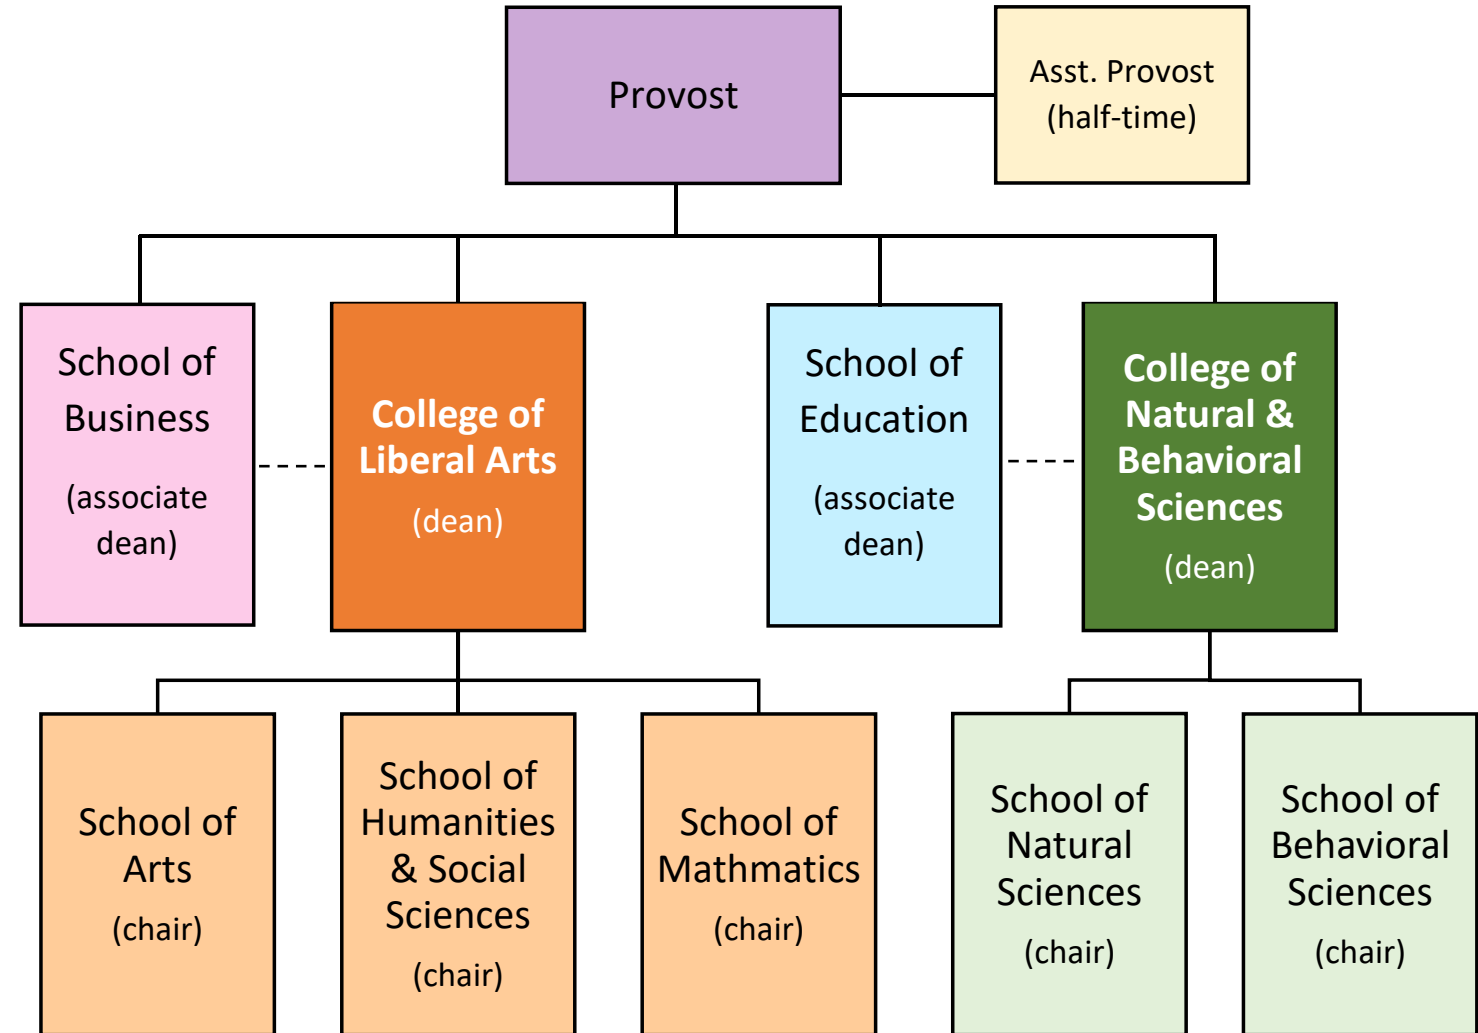 Provost
Asst. Provost
(half-time)
School of
Business
(associate
dean)
College of
Liberal Arts
(dean)
School of
Education
(associate
dean)
College of
Natural &
Behavioral
Sciences
(dean)
School of
Arts
(chair)
School of
Humanities
& Social
Sciences
(chair)
School of
Mathmatics
(chair)
School of
Natural
Sciences
(chair)
School of
Behavioral
Sciences
(chair)